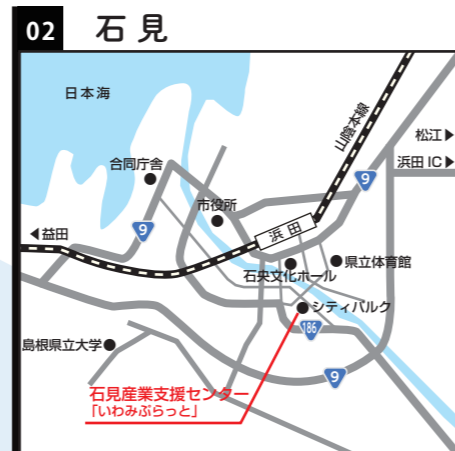 02 石見
日本海
山陰本線
松江▶
浜田IC▶
合同庁舎
9
市役所
9
◀益田
浜田
県立体育館
石央文化ホール
シティパルク
186
島根県立大学
9
石見産業支援センター
「いわみぷらっと」